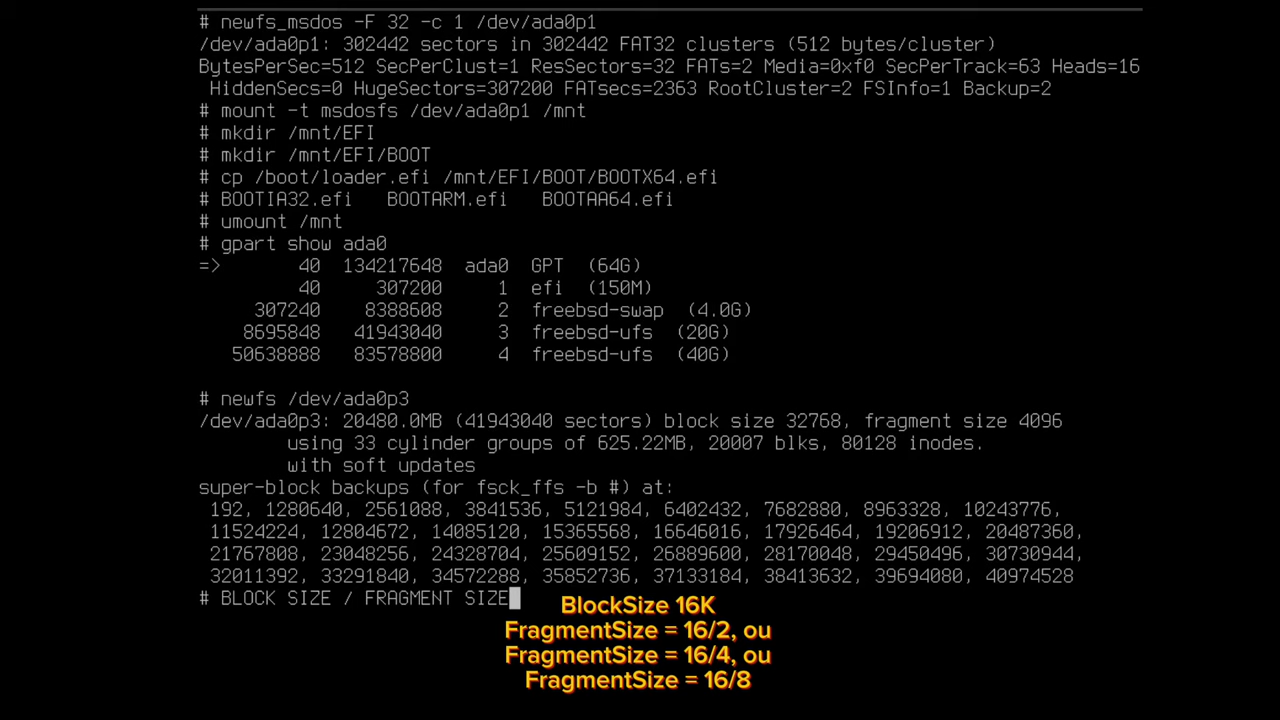 # newfs_msdos -F 32 -c 1 /dev/ada0p1
/dev/ada0p1: 302442 sectors in 302442 FAT32 clusters (512 bytes/cluster)
BytesPerSec=512 SecPerClust=1 ResSectors=32 FATs=2 Media=0xf0 SecPerTrack=63 Heads=16
HiddenSecs=0 HugeSectors=307200 FATsecs=2363 RootCluster=2 FSInfo=1 Backup=2
# mount -t msdosfs /dev/ada0p1 /mnt
# mkdir /mnt/EFI
# mkdir /mnt/EFI/BOOT
# cp /boot/loader.efi /mnt/EFI/BOOT/BOOTX64.efi
# BOOTIA32.efi BOOTARM.efi BOOTAA64.efi
# umount /mnt
# gpart show ada0
=> 40 134217648 ada0 GPT (64G)
40 307200 1 efi (150M)
307240 8388608 2 freebsd-swap (4.0G)
8695848 41943040 3 freebsd-ufs (20G)
50638888 83578800 4 freebsd-ufs (40G)
# newfs /dev/ada0p3
/dev/ada0p3: 20480.0MB (41943040 sectors) block size 32768, fragment size 4096
using 33 cylinder groups of 625.22MB, 20007 blks, 80128 inodes.
with soft updates
super-block backups (for fsck_ffs -b #) at:
192, 1280640, 2561088, 3841536, 5121984, 6402432, 7682880, 8963328, 10243776,
11524224, 12804672, 14085120, 15365568, 16646016, 17926464, 19206912, 20487360,
21767808, 23048256, 24328704, 25609152, 26889600, 28170048, 29450496, 30730944,
32011392, 33291840, 34572288, 35852736, 37133184, 38413632, 39694080, 40974528
# BLOCK SIZE / FRAGMENT SIZE
BlockSize 16K
FragmentSize = 16/2, ou
FragmentSize = 16/4, ou
FragmentSize = 16/8